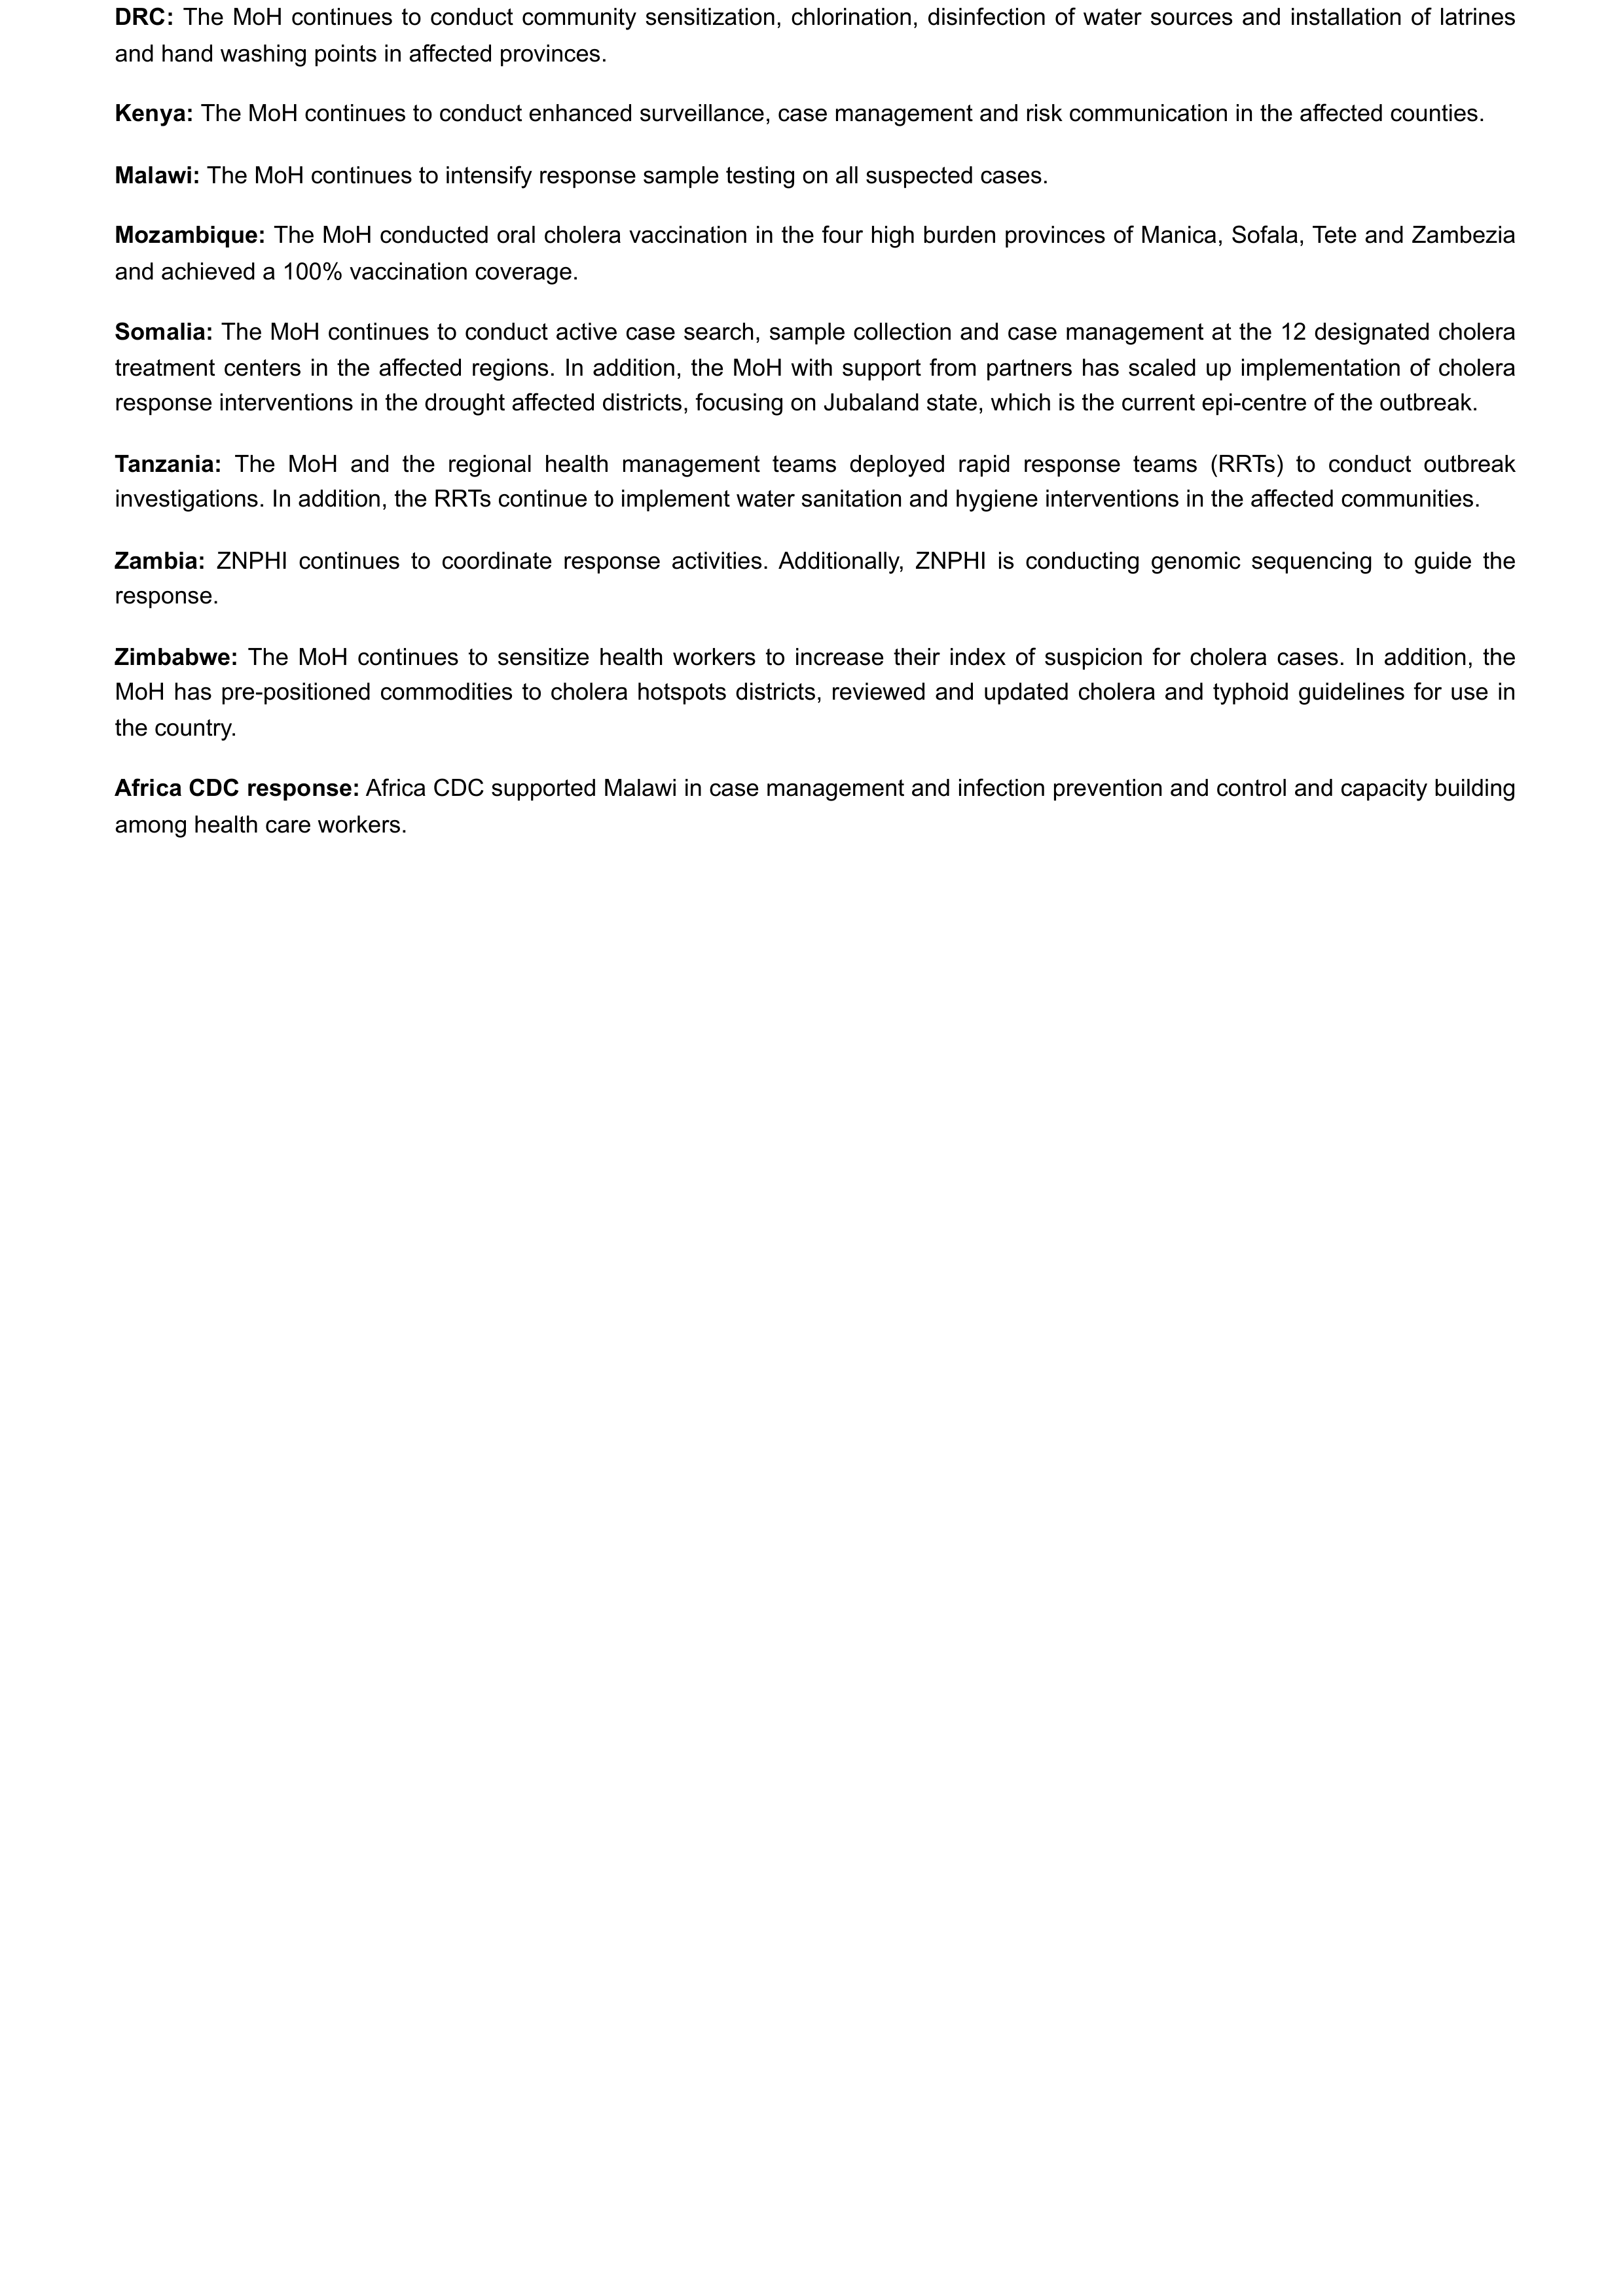 DRC: The MoH continues to conduct community sensitization, chlorination, disinfection of water sources and installation of latrines
and hand washing points in affected provinces.
Kenya: The MoH continues to conduct enhanced surveillance, case management and risk communication in the affected counties.
Malawi: The MoH continues to intensify response sample testing on all suspected cases.
Mozambique: The MoH conducted oral cholera vaccination in the four high burden provinces of Manica, Sofala, Tete and Zambezia
and achieved a 100% vaccination coverage.
Somalia: The MoH continues to conduct active case search, sample collection and case management at the 12 designated cholera
treatment centers in the affected regions. In addition, the MoH with support from partners has scaled up implementation of cholera
response interventions in the drought affected districts, focusing on Jubaland state, which is the current epi-centre of the outbreak.
Tanzania: The MoH and the regional health management teams deployed rapid response teams (RRTs) to conduct outbreak
investigations. In addition, the RRTs continue to implement water sanitation and hygiene interventions in the affected communities.
Zambia: ZNPHI continues to coordinate response activities. Additionally, ZNPHI is conducting genomic sequencing to guide the
response.
Zimbabwe: The MoH continues to sensitize health workers to increase their index of suspicion for cholera cases. In addition, the
MoH has pre-positioned commodities to cholera hotspots districts, reviewed and updated cholera and typhoid guidelines for use in
the country.
Africa CDC response: Africa CDC supported Malawi in case management and infection prevention and control and capacity building
among health care workers.